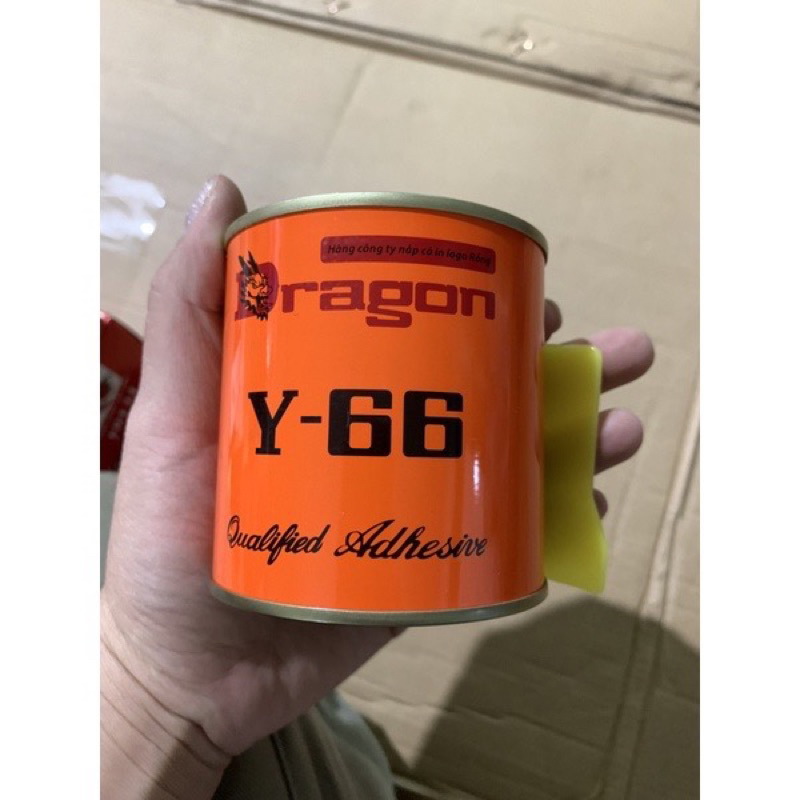 Hàng công ty nắp có in logo Rồng
Dragon
Y-66
Qualified Adhesive